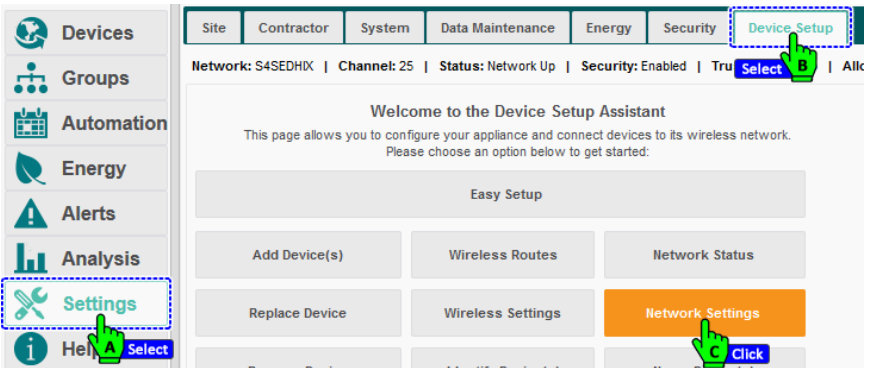 Devices
Groups
Automation
Energy
Alerts
Analysis
Settings
A Select
Site Contractor System Data Maintenance Energy Security Device Setup
Network: S4SEDHIX | Channel: 25 | Status: Network Up | Security: Enabled |
Select B
Welcome to the Device Setup Assistant
This page allows you to configure your appliance and connect devices to its wireless network.
Please choose an option below to get started:
Easy Setup
Add Device(s) Wireless Routes Network Status
Replace Device Wireless Settings Network Settings
C Click